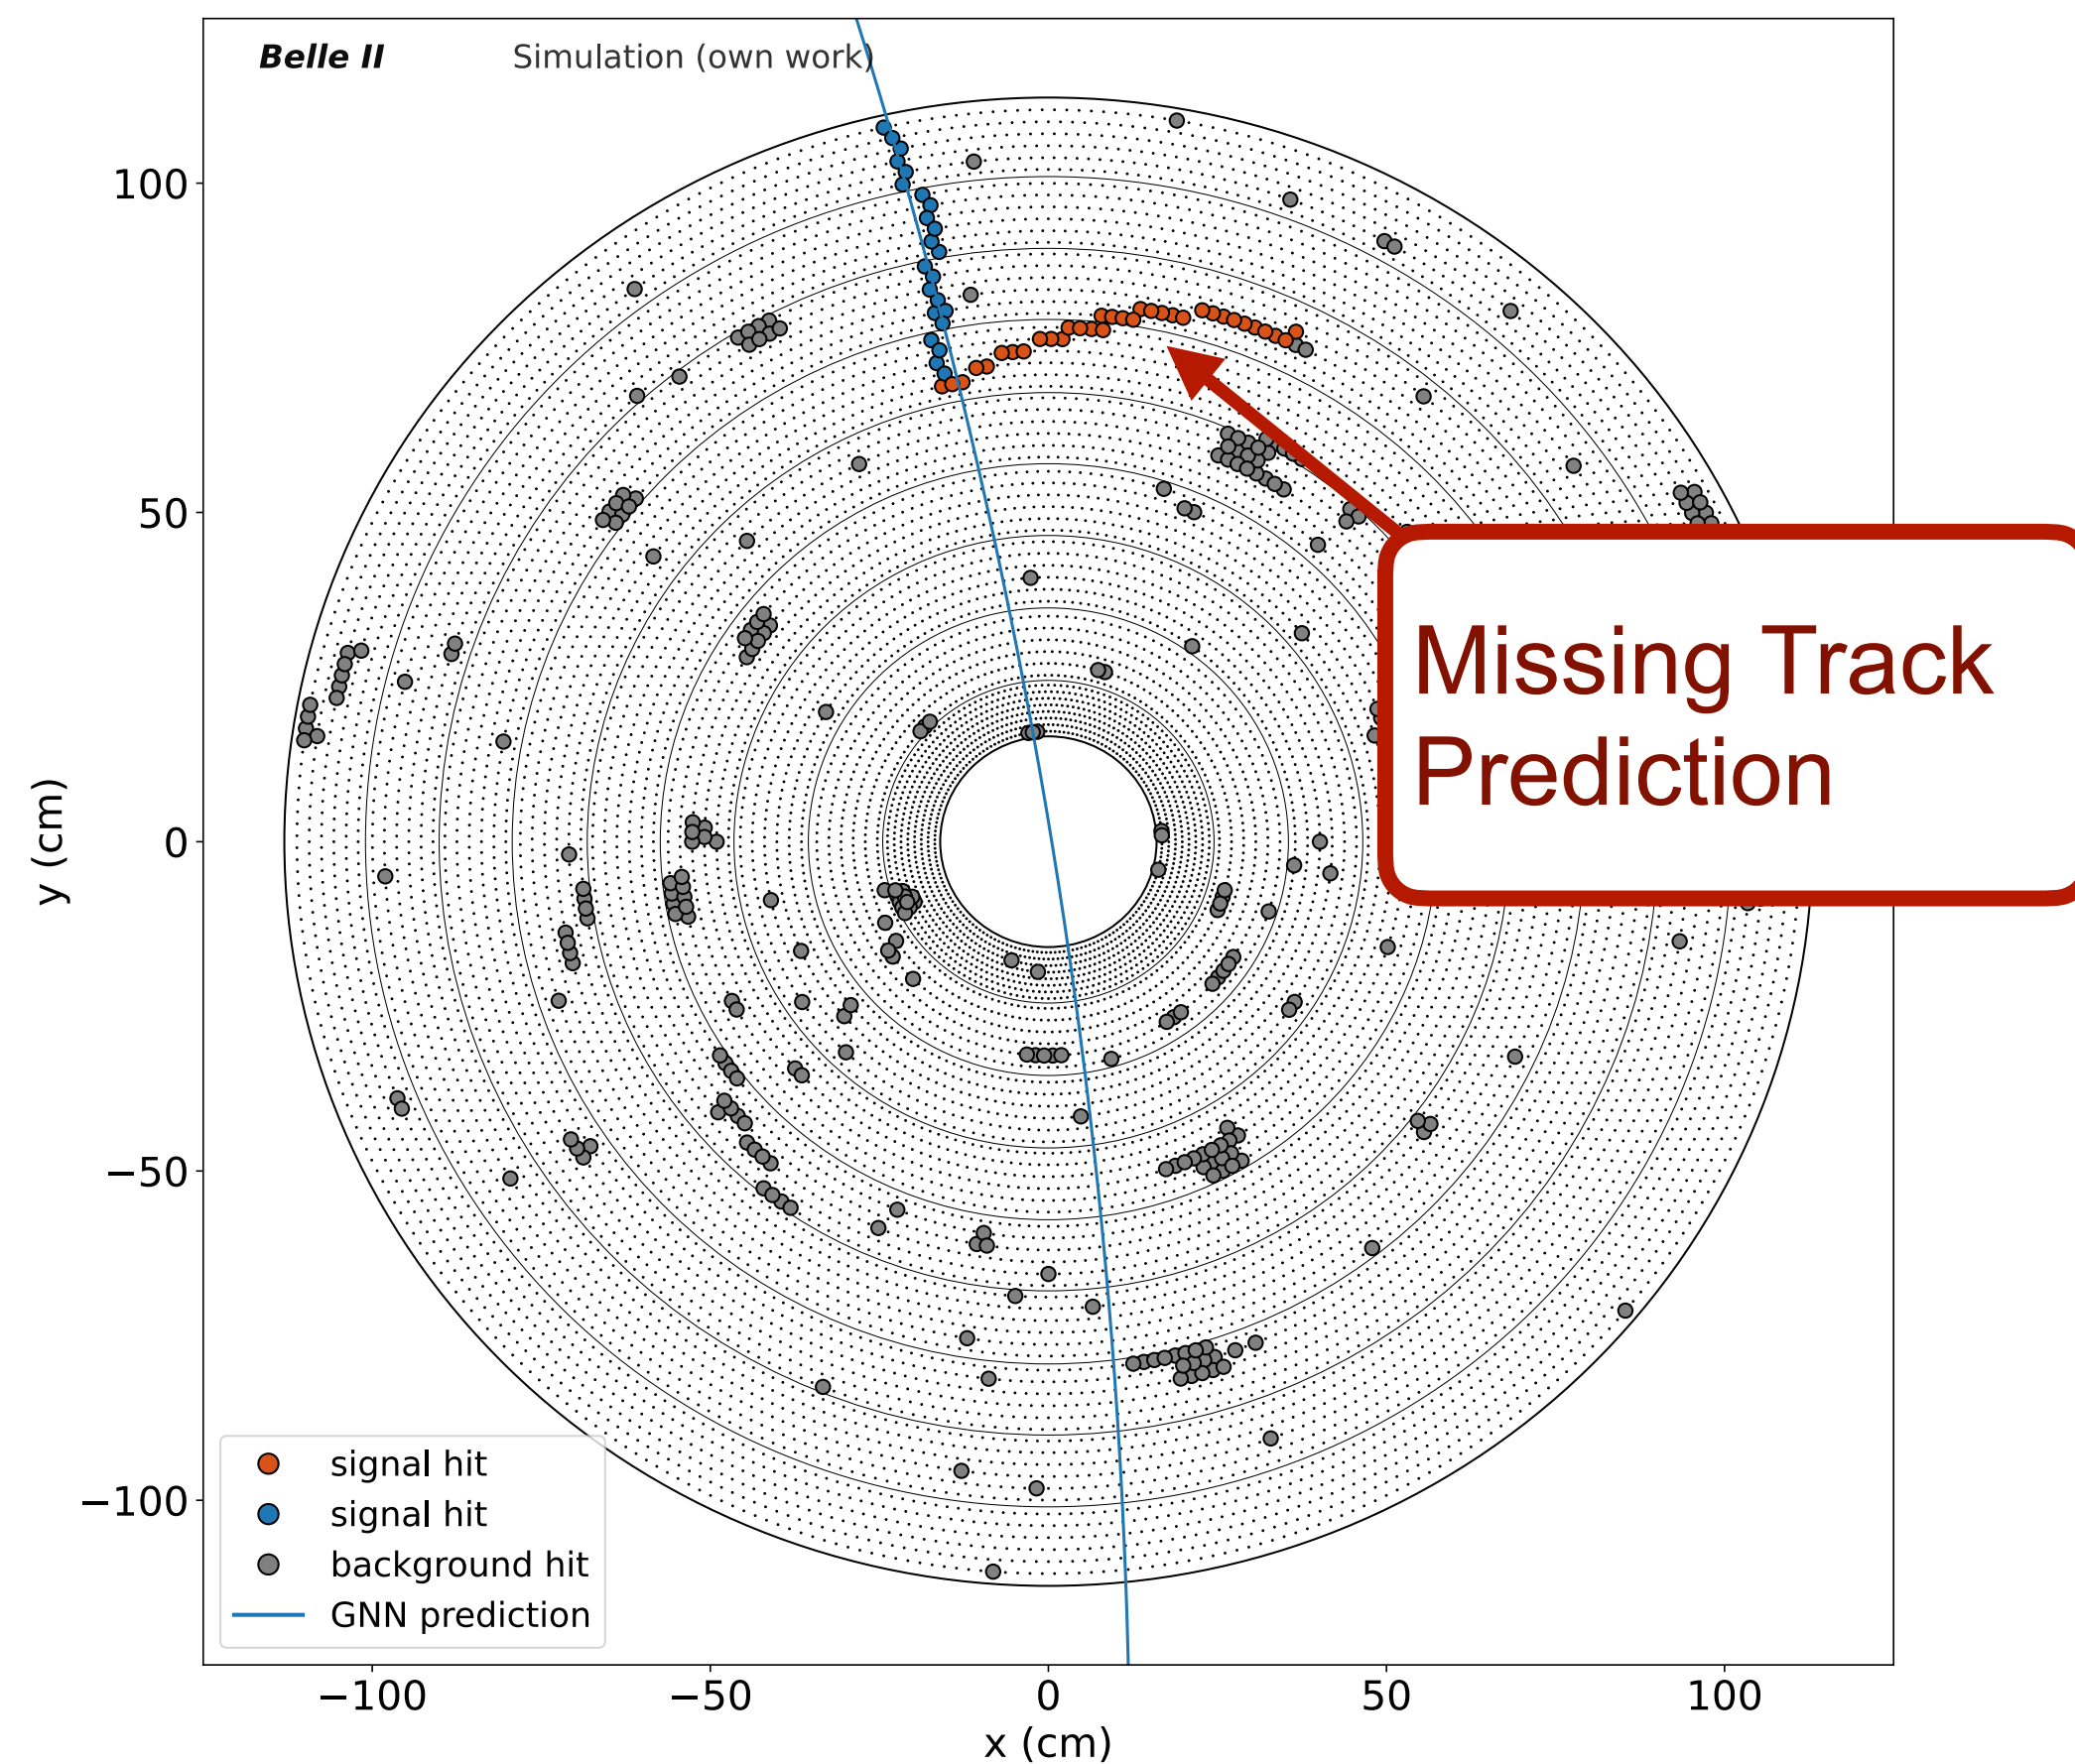 Belle II Simulation (own work)
100
50
0
−50
−100
y (cm)
Missing Track
Prediction
signal hit
signal hit
background hit
GNN prediction
−100 −50 0 50 100
x (cm)